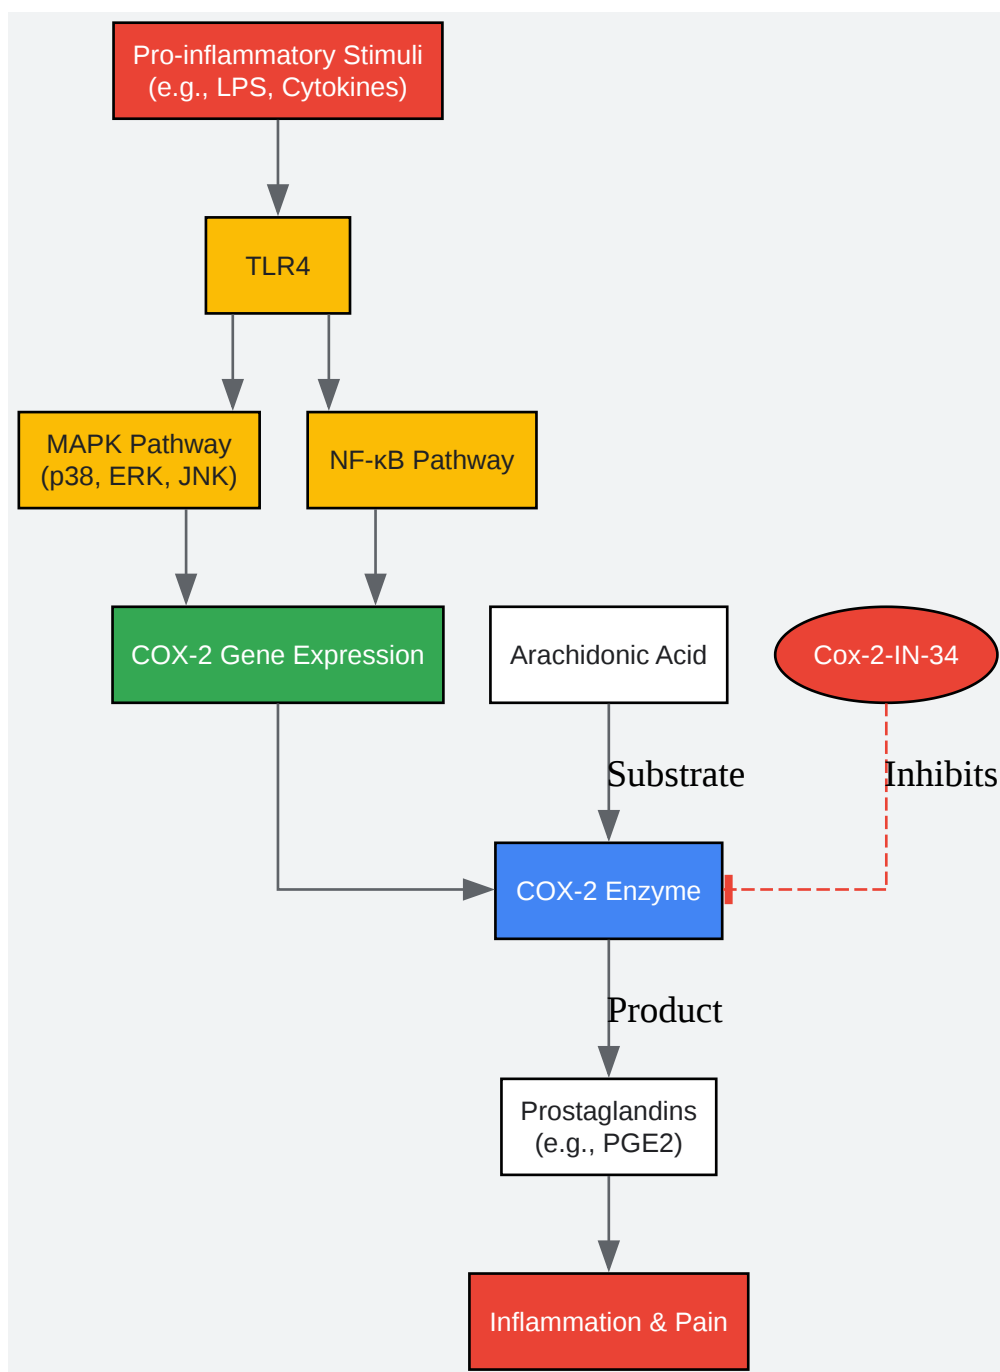 Pro-inflammatory Stimuli
(e.g., LPS, Cytokines)
TLR4
MAPK Pathway
(p38, ERK, JNK)
NF-κB Pathway
COX-2 Gene Expression
Arachidonic Acid
Cox-2-IN-34
Substrate
Inhibits
COX-2 Enzyme
Product
Prostaglandins
(e.g., PGE2)
Inflammation & Pain